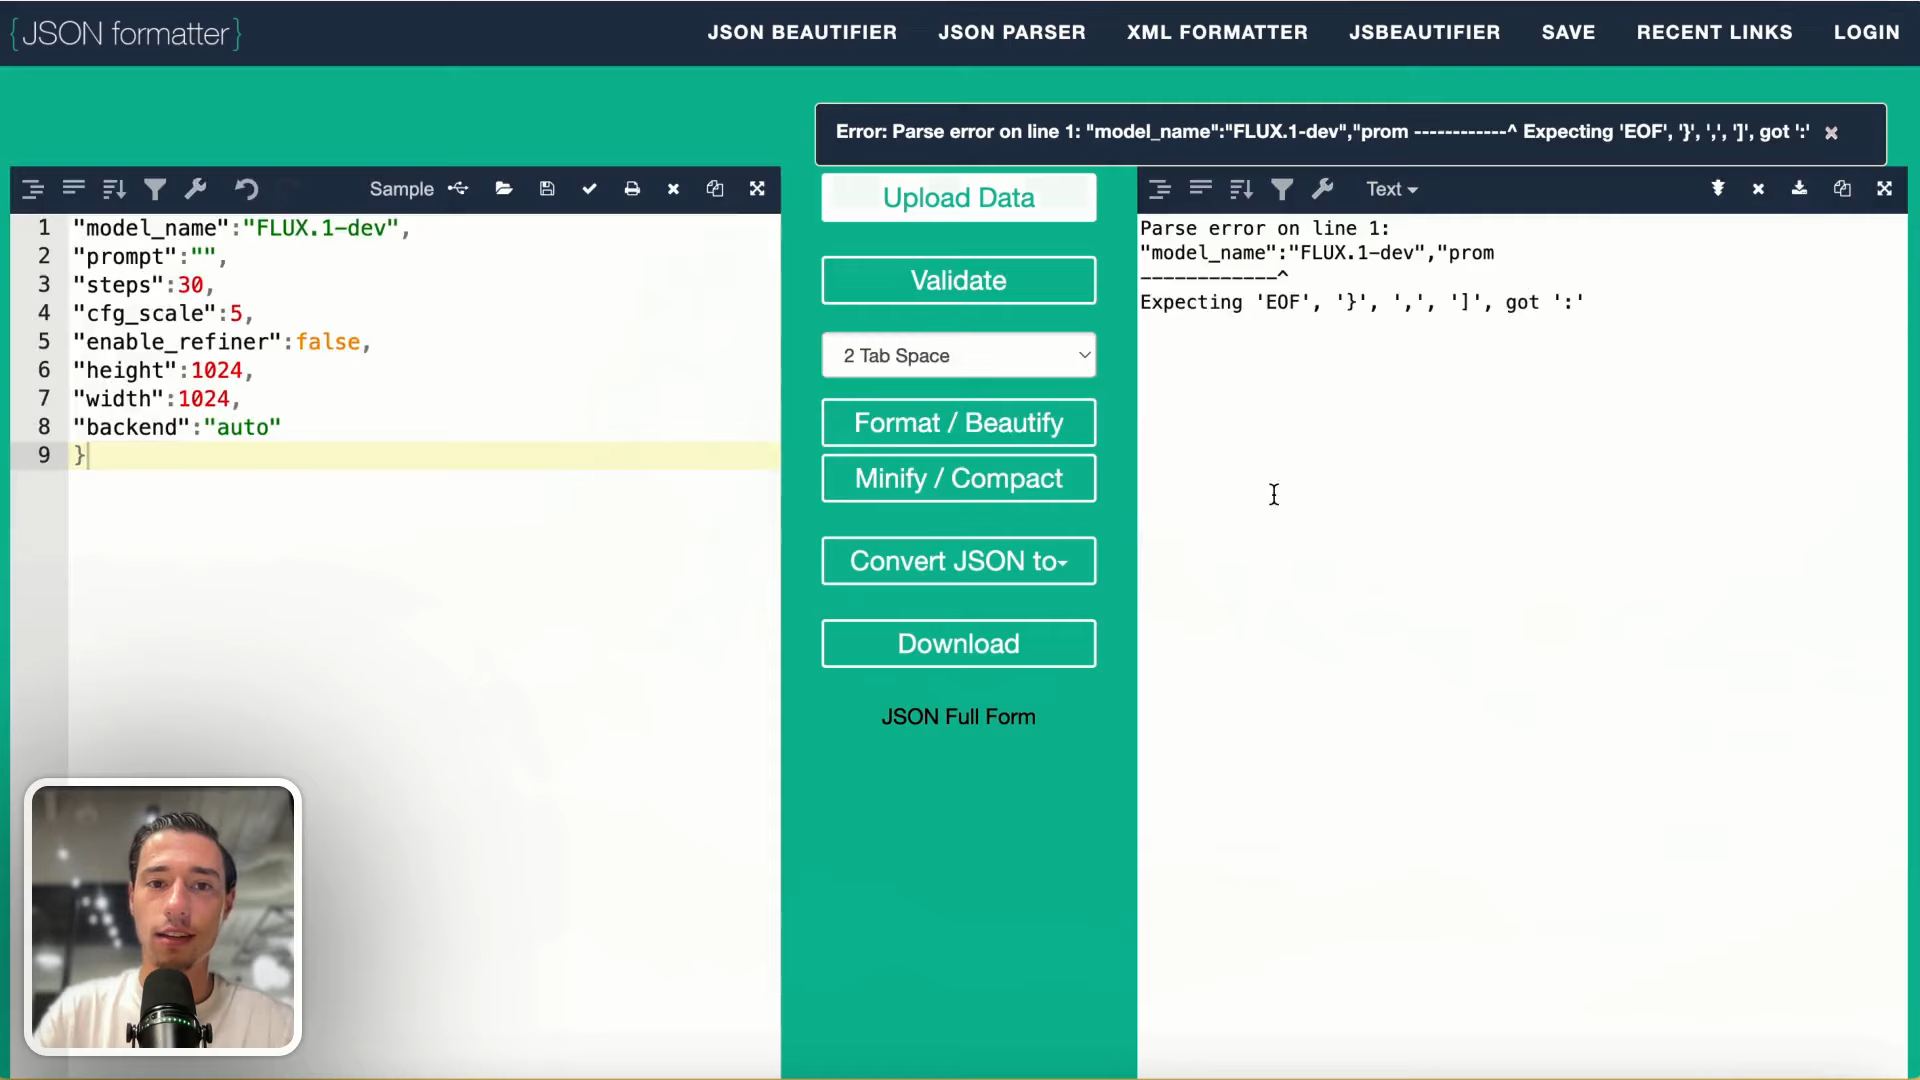 {JSON formatter}
JSON BEAUTIFIER JSON PARSER XML FORMATTER JSBEAUTIFIER SAVE RECENT LINKS LOGIN
Error: Parse error on line 1: "model_name":"FLUX.1-dev","prom ------------^ Expecting 'EOF', '}', ',', ']', got ':'
Sample
1 "model_name":"FLUX.1-dev",
2 "prompt":"",
3 "steps":30,
4 "cfg_scale":5,
5 "enable_refiner":false,
6 "height":1024,
7 "width":1024,
8 "backend":"auto"
9 }
Upload Data
Validate
2 Tab Space
Format / Beautify
Minify / Compact
Convert JSON to
Download
JSON Full Form
Text
Parse error on line 1:
"model_name":"FLUX.1-dev","prom
------------^
Expecting 'EOF', '}', ',', ']', got ':'